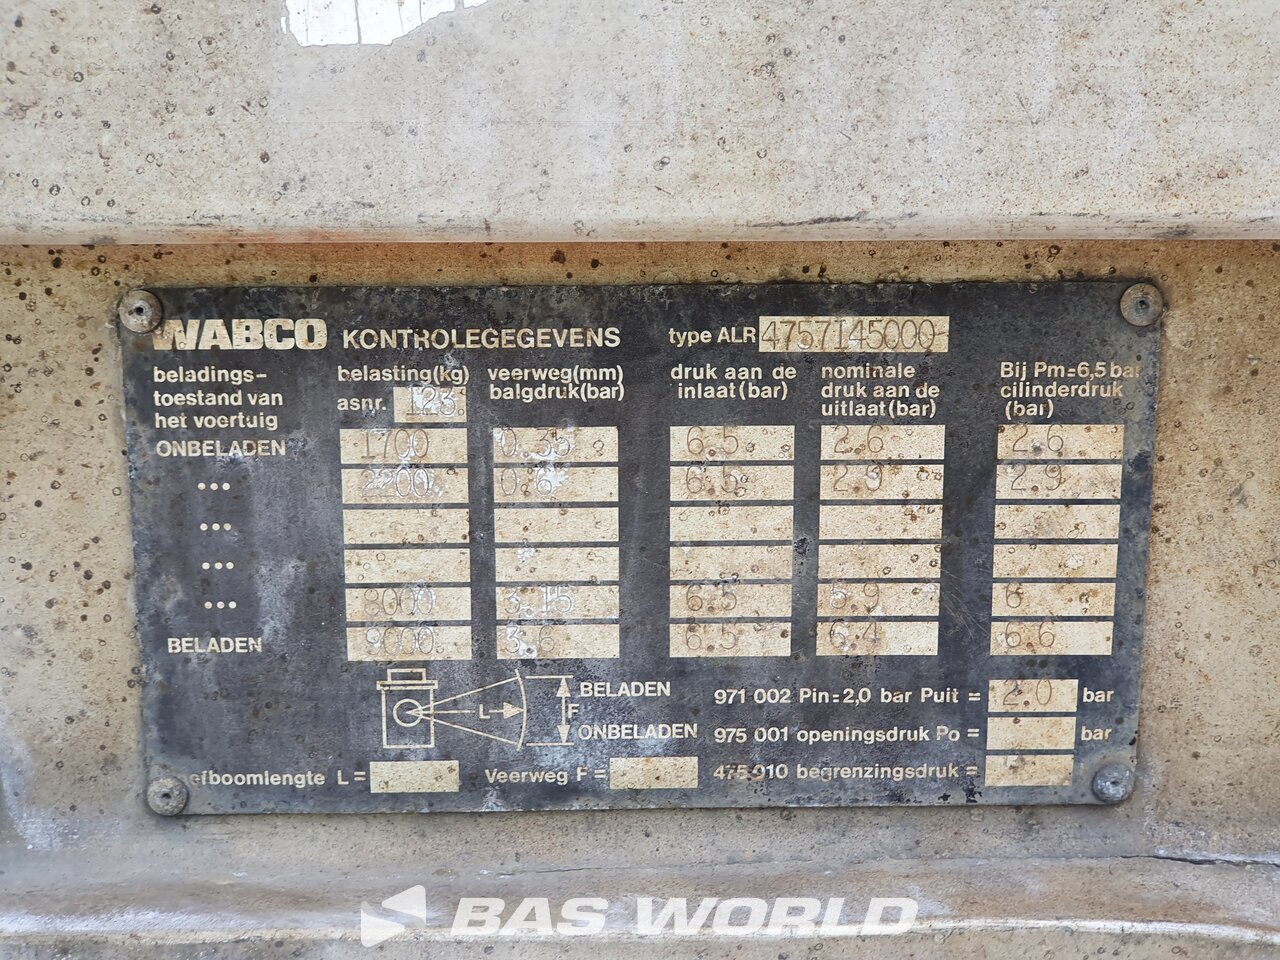 WABCO KONTROLEGEGEVENS type ALR 4757145000-
beladings- belasting(kg) veerweg(mm) druk aan de nominale Bij Pm=6,5 bar
toestand van asnr. 123. balgdruk(bar) inlaat(bar) druk aan de cilinderdruk
het voertuig uitlaat(bar) (bar)
ONBELADEN 1700 0.35 6.5 2.6 2.6
... 2200. 0.6 6.5. 2.9 2.9
...
...
... 8000 3.15 6.5 5.9 6
BELADEN 9000. 3.6 6.5 6.4 6.6
BELADEN 971 002 Pin=2,0 bar Puit = 2.0 bar
L F
ONBELADEN 975 001 openingsdruk Po = bar
efboomlengte L = Veerweg F = 475 010 begrenzingsdruk =
BAS WORLD